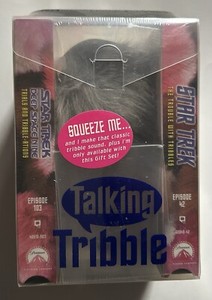 SQUEEZE ME...
and I make that classic
tribble sound. plus I'm
only available with
this Gift Set!
STAR TREK
DEEP SPACE NINE
TRIALS AND TRIBBLE-ATIONS
EPISODE
103
STAR TREK
THE TROUBLE WITH TRIBBLES
EPISODE
42
Talking
Tribble